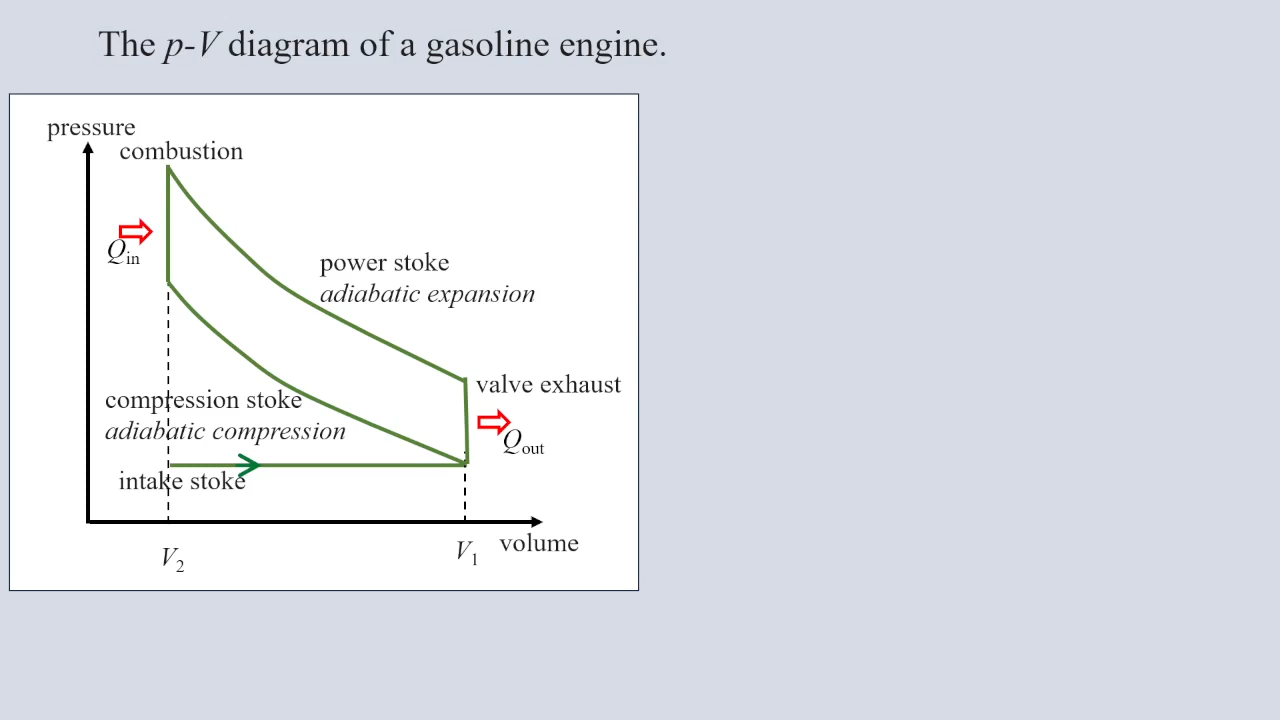 The p-V diagram of a gasoline engine.
pressure
combustion
Qin
power stoke
adiabatic expansion
valve exhaust
compression stoke
adiabatic compression
Qout
intake stoke
V2
V1
volume